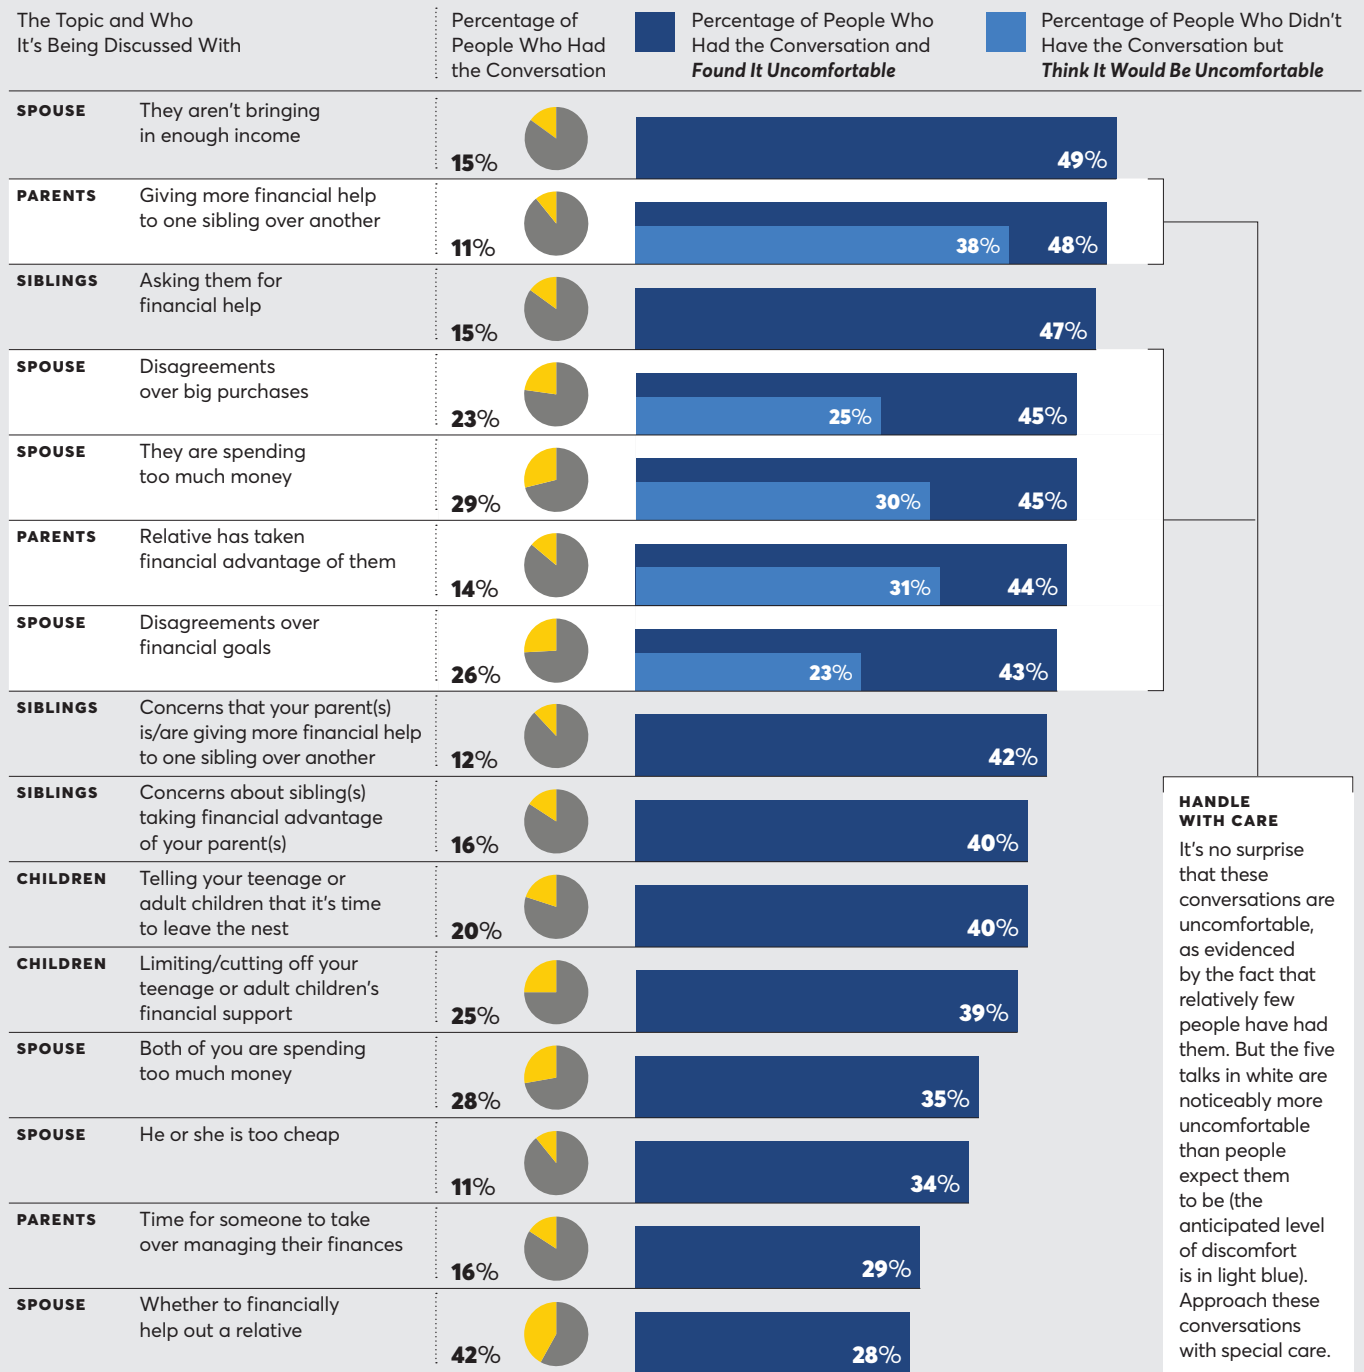 The Topic and Who
It's Being Discussed With
Percentage of
People Who Had
the Conversation
Percentage of People Who
Had the Conversation and
Found It Uncomfortable
Percentage of People Who Didn't
Have the Conversation but
Think It Would Be Uncomfortable
SPOUSE
They aren't bringing
in enough income
15%
49%
PARENTS
Giving more financial help
to one sibling over another
11%
38%
48%
SIBLINGS
Asking them for
financial help
15%
47%
SPOUSE
Disagreements
over big purchases
23%
25%
45%
SPOUSE
They are spending
too much money
29%
30%
45%
PARENTS
Relative has taken
financial advantage of them
14%
31%
44%
SPOUSE
Disagreements over
financial goals
26%
23%
43%
SIBLINGS
Concerns that your parent(s)
is/are giving more financial help
to one sibling over another
12%
42%
SIBLINGS
Concerns about sibling(s)
taking financial advantage
of your parent(s)
16%
40%
CHILDREN
Telling your teenage or
adult children that it's time
to leave the nest
20%
40%
CHILDREN
Limiting/cutting off your
teenage or adult children's
financial support
25%
39%
SPOUSE
Both of you are spending
too much money
28%
35%
SPOUSE
He or she is too cheap
11%
34%
PARENTS
Time for someone to take
over managing their finances
16%
29%
SPOUSE
Whether to financially
help out a relative
42%
28%
HANDLE
WITH CARE
It's no surprise
that these
conversations are
uncomfortable,
as evidenced
by the fact that
relatively few
people have had
them. But the five
talks in white are
noticeably more
uncomfortable
than people
expect them
to be (the
anticipated level
of discomfort
is in light blue).
Approach these
conversations
with special care.